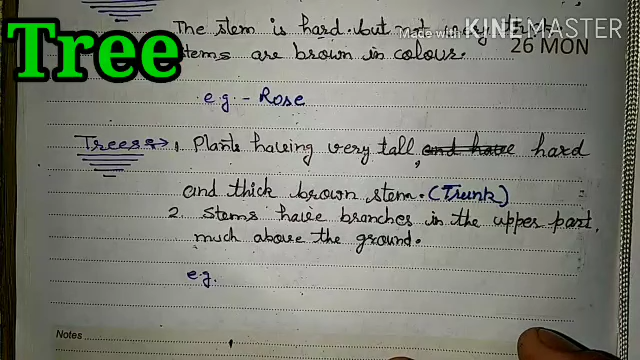 Tree
The stem is hard. but not very
Made with KINEMASTER
stems are brown in colour.
26 MON
e.g. - Rose
Trees → 1. Plants having very tall, and have hard
and thick brown stem. (Trunk)
2. Stems have branches in the upper part,
much above the ground.
e.g.
Notes